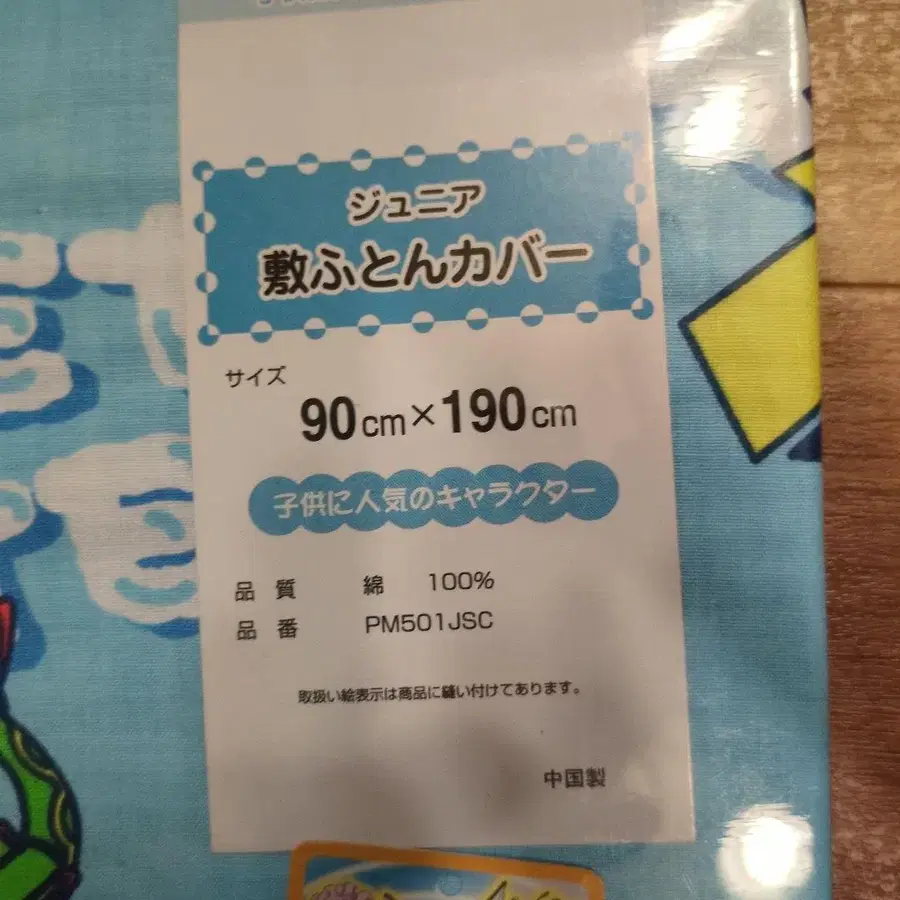 ジュニア
敷ふとんカバー
サイズ
90cm×190cm
子供に人気のキャラクター
品 質 綿 100%
品 番 PM501JSC
取扱い絵表示は商品に縫い付けてあります。
中国製